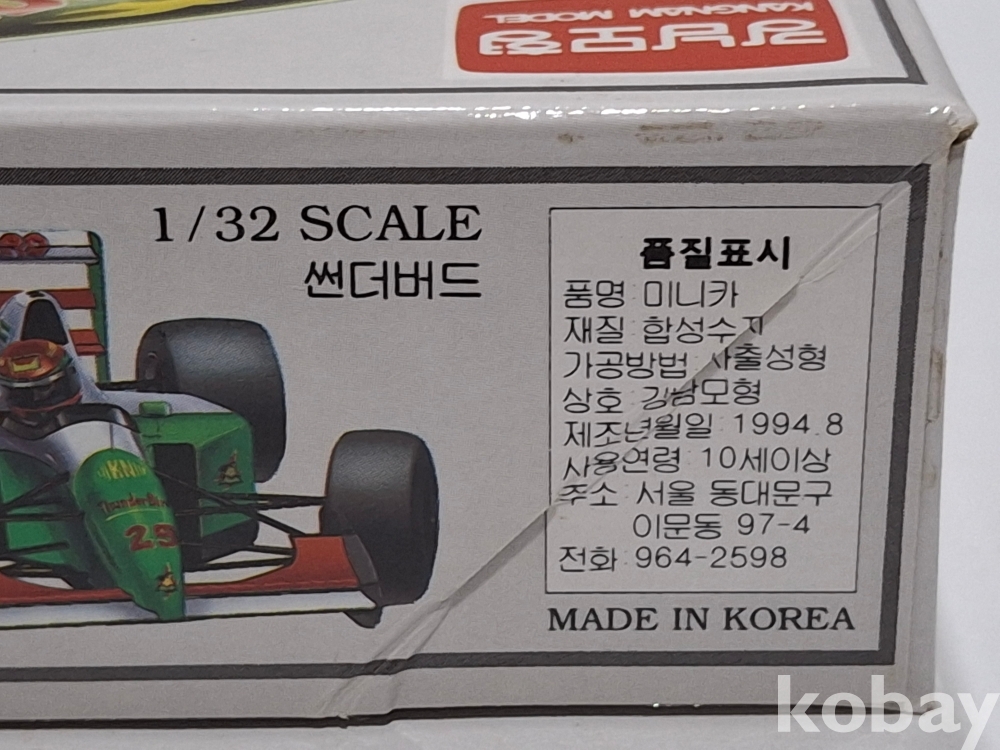 강남모형
KANGNAM MODEL
1/32 SCALE
썬더버드
품질표시
품명: 미니카
재질: 합성수지
가공방법: 사출성형
상호: 강남모형
제조년월일: 1994.8
사용연령: 10세이상
주소: 서울 동대문구
이문동 97-4
전화: 964-2598
MADE IN KOREA
29
kobay